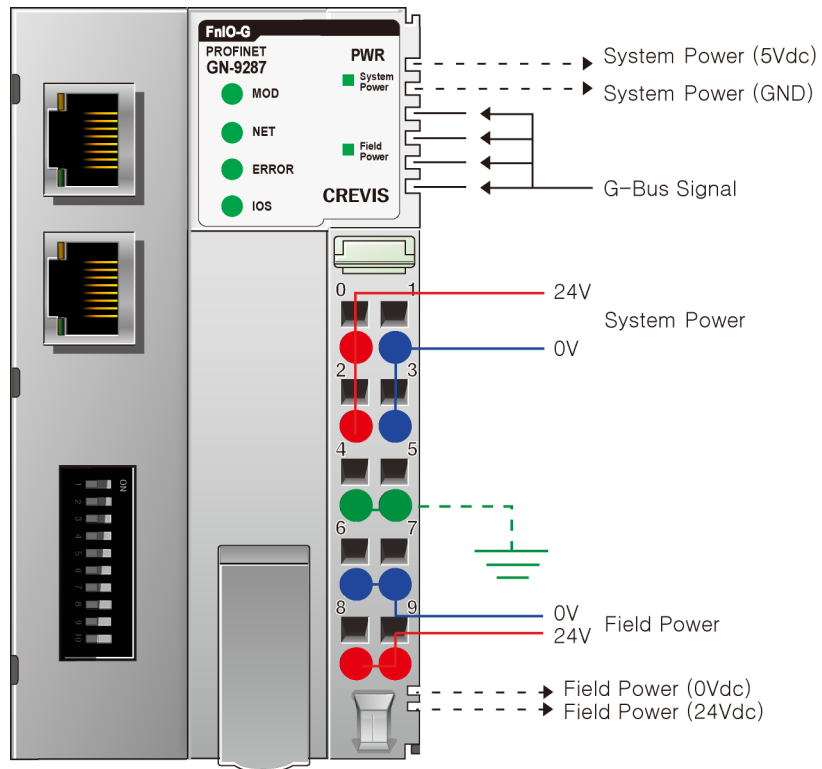 FnIO-G
PROFINET
GN-9287
PWR
System
Power
MOD
NET
Field
Power
ERROR
IOS
CREVIS
System Power (5Vdc)
System Power (GND)
G-Bus Signal
0 1
24V
System Power
0V
2 3
4 5
6 7
8 9
0V
24V
Field Power
Field Power (0Vdc)
Field Power (24Vdc)
ON
1
2
3
4
5
6
7
8
9
10